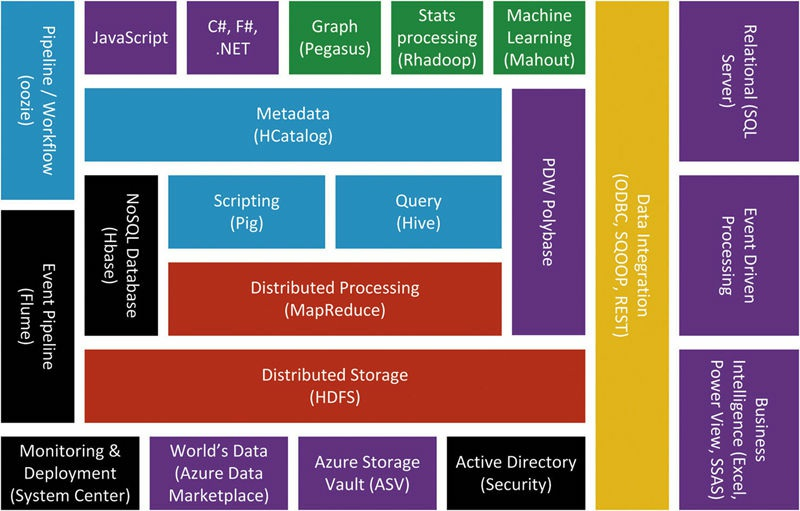 Pipeline / Workflow
(oozie)
JavaScript
C#, F#,
.NET
Graph
(Pegasus)
Stats
processing
(Rhadoop)
Machine
Learning
(Mahout)
Metadata
(HCatalog)
PDW Polybase
Data Integration
(ODBC, SQOOP, REST)
Relational (SQL
Server)
NoSQL Database
(Hbase)
Scripting
(Pig)
Query
(Hive)
Event Driven
Processing
Event Pipeline
(Flume)
Distributed Processing
(MapReduce)
Distributed Storage
(HDFS)
Business
Intelligence (Excel,
Power View, SSAS)
Monitoring &
Deployment
(System Center)
World’s Data
(Azure Data
Marketplace)
Azure Storage
Vault (ASV)
Active Directory
(Security)